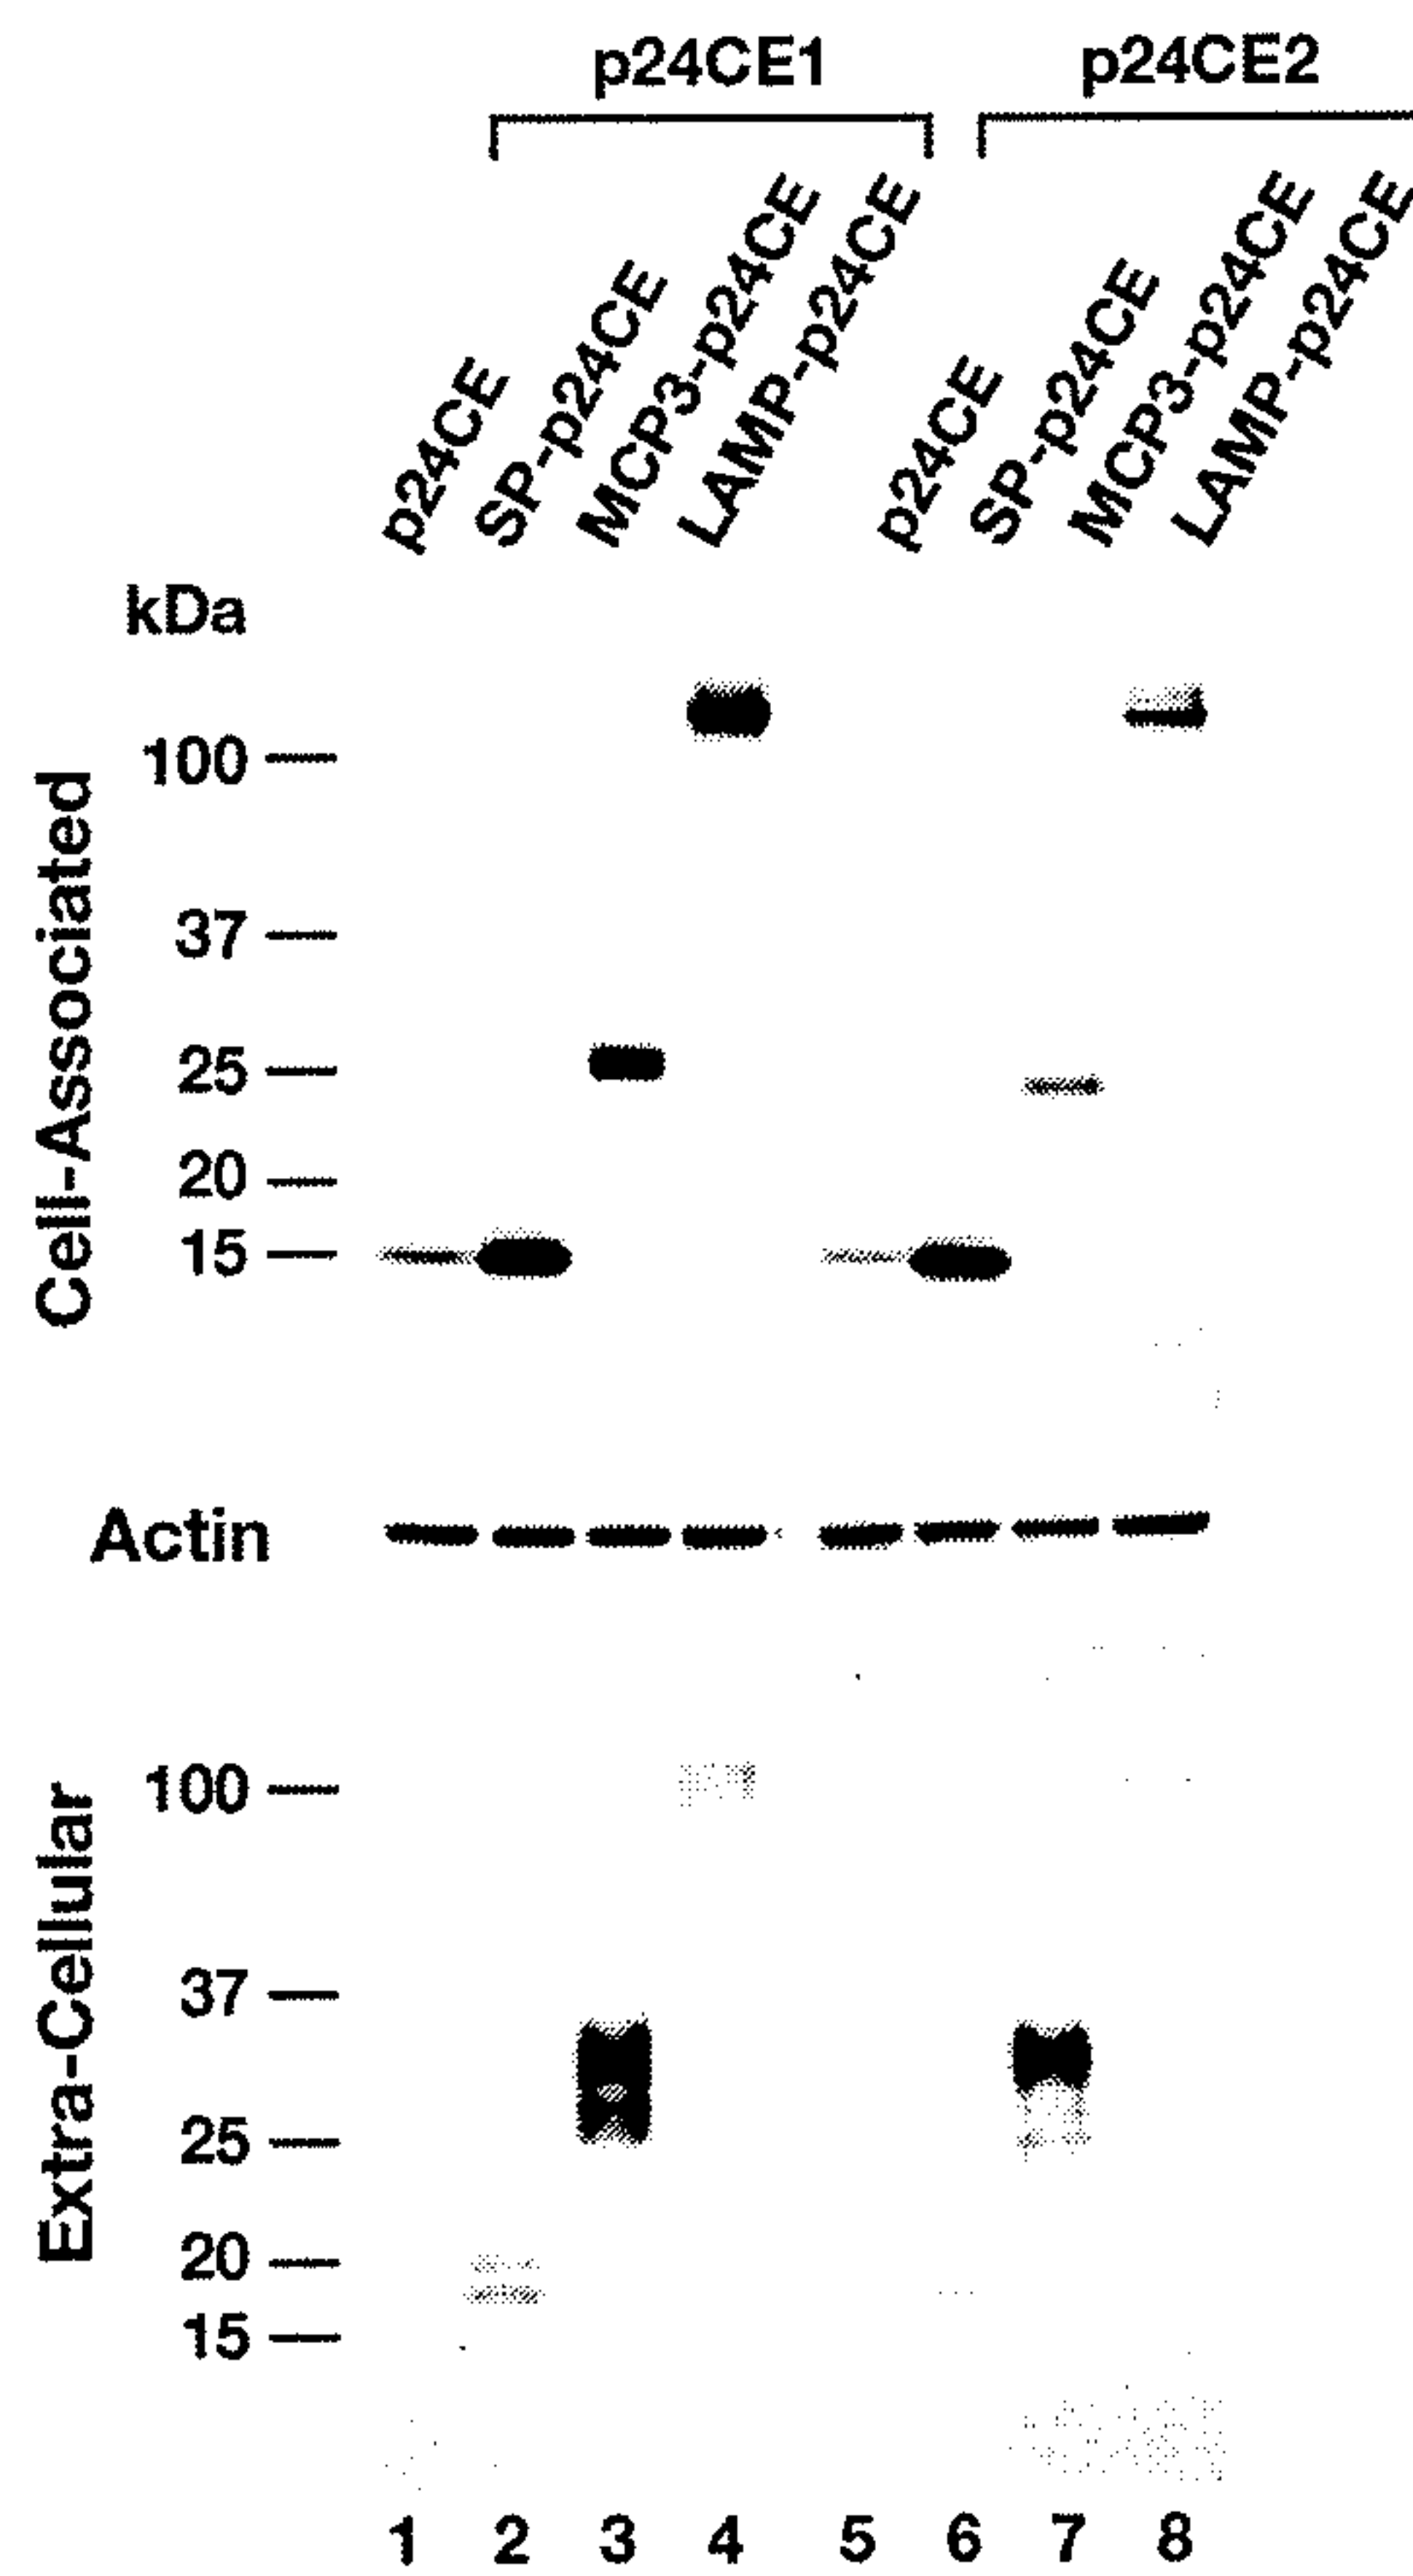 p24CE1 p24CE2
p24CE SP-p24CE MCP3-p24CE LAMP-p24CE p24CE SP-p24CE MCP3-p24CE LAMP-p24CE
kDa
Cell-Associated
100
37
25
20
15
Actin
Extra-Cellular
100
37
25
20
15
1 2 3 4 5 6 7 8